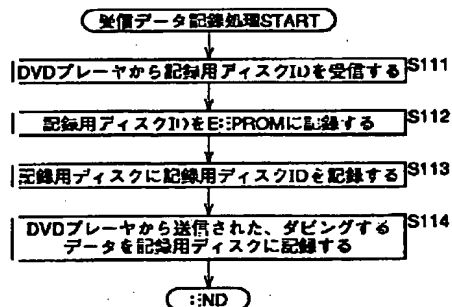 受信データ記録処理START
DVDプレーヤから記録用ディスクIDを受信する
S111
記録用ディスクIDをEEPROMに記録する
S112
記録用ディスクに記録用ディスクIDを記録する
S113
DVDプレーヤから送信された、ダビングする
データを記録用ディスクに記録する
S114
END